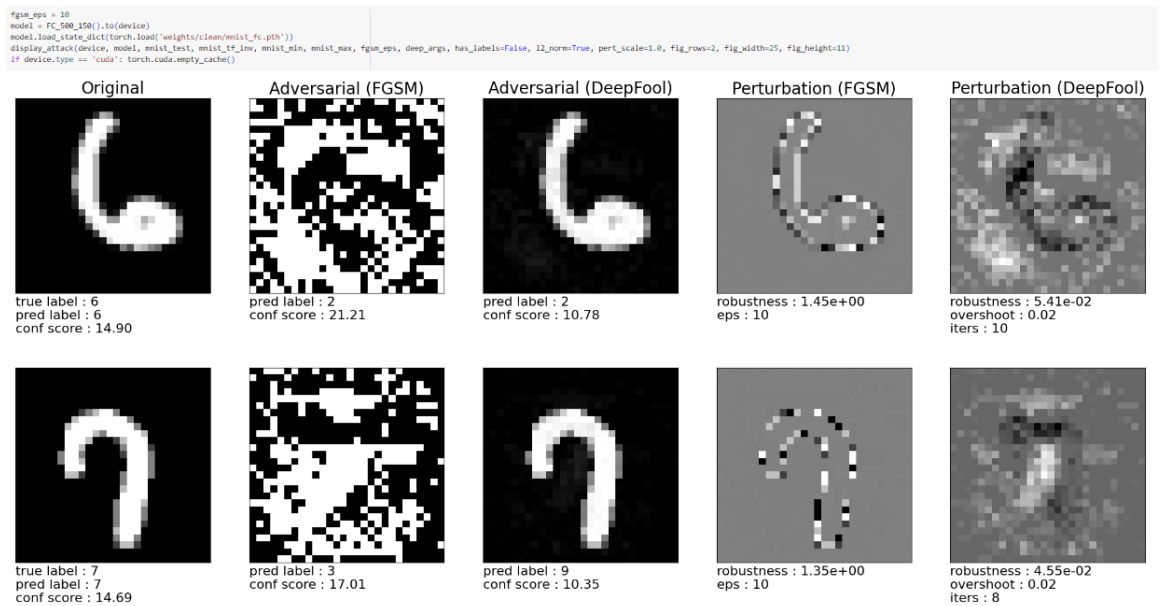 fgsm_eps = 10
model = FC_500_150().to(device)
model.load_state_dict(torch.load('weights/clean/mnist_fc.pth'))
display_attack(device, model, mnist_test, mnist_tf_inv, mnist_min, mnist_max, fgsm_eps, deep_args, has_labels=False, l2_norm=True, pert_scale=1.0, fig_rows=2, fig_width=25, fig_height=11)
if device.type == 'cuda': torch.cuda.empty_cache()
Original
Adversarial (FGSM)
Adversarial (DeepFool)
Perturbation (FGSM)
Perturbation (DeepFool)
true label : 6
pred label : 6
conf score : 14.90
pred label : 2
conf score : 21.21
pred label : 2
conf score : 10.78
robustness : 1.45e+00
eps : 10
robustness : 5.41e-02
overshoot : 0.02
iters : 10
true label : 7
pred label : 7
conf score : 14.69
pred label : 3
conf score : 17.01
pred label : 9
conf score : 10.35
robustness : 1.35e+00
eps : 10
robustness : 4.55e-02
overshoot : 0.02
iters : 8